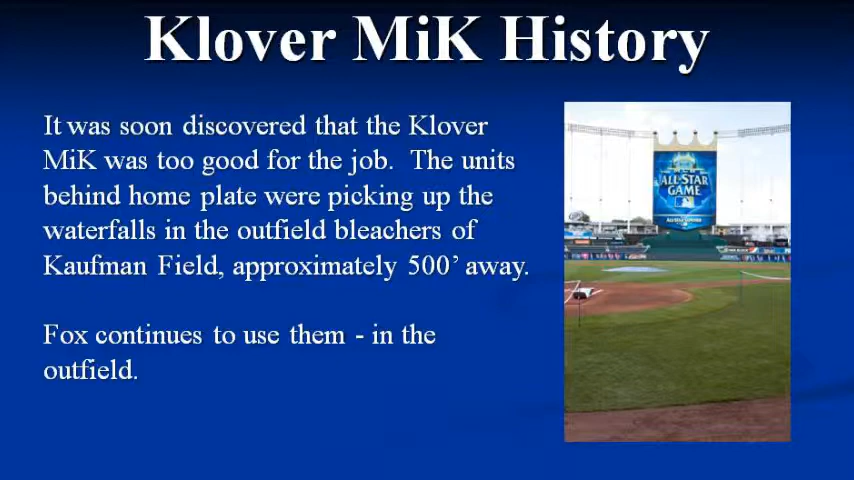 Klover MiK History
It was soon discovered that the Klover
MiK was too good for the job. The units
behind home plate were picking up the
waterfalls in the outfield bleachers of
Kaufman Field, approximately 500’ away.
Fox continues to use them - in the
outfield.
ALL STAR
GAME